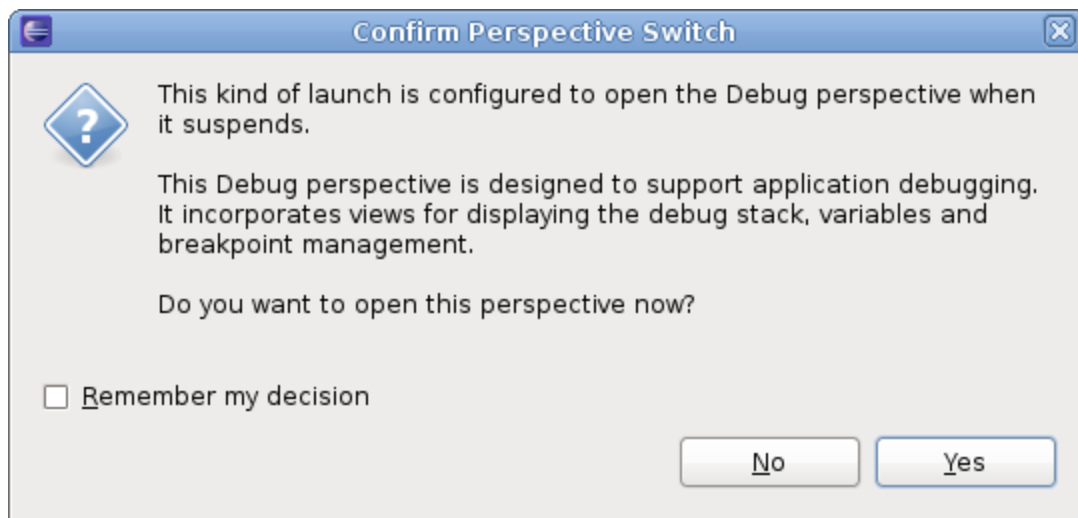 Confirm Perspective Switch
This kind of launch is configured to open the Debug perspective when
it suspends.
This Debug perspective is designed to support application debugging.
It incorporates views for displaying the debug stack, variables and
breakpoint management.
Do you want to open this perspective now?
Remember my decision
No
Yes